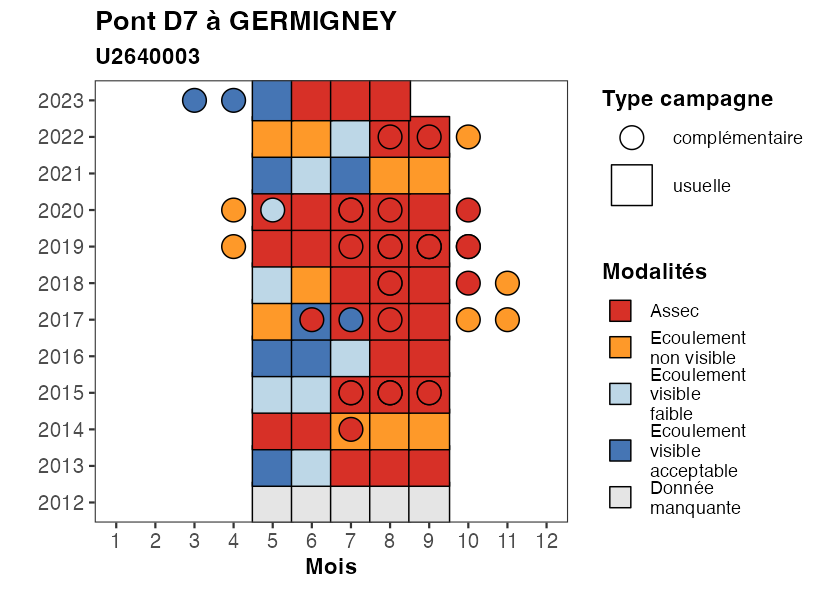 Pont D7 à GERMIGNEY
U2640003
2023
2022
2021
2020
2019
2018
2017
2016
2015
2014
2013
2012
1 2 3 4 5 6 7 8 9 10 11 12
Mois
Type campagne
complémentaire
usuelle
Modalités
Assec
Ecoulement
non visible
Ecoulement
visible
faible
Ecoulement
visible
acceptable
Donnée
manquante